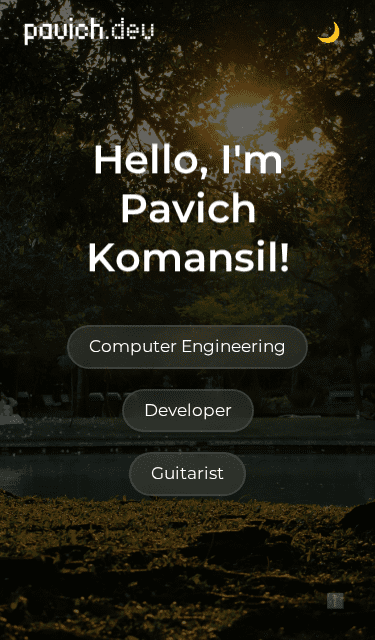 pavich.dev
Hello, I'm
Pavich
Komansil!
Computer Engineering
Developer
Guitarist